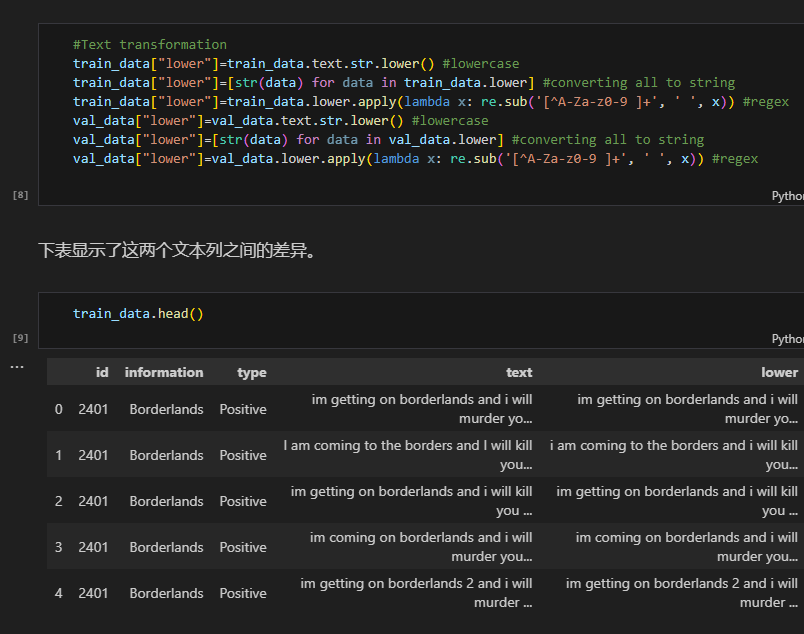 #Text transformation
train_data["lower"]=train_data.text.str.lower() #lowercase
train_data["lower"]=[str(data) for data in train_data.lower] #converting all to string
train_data["lower"]=train_data.lower.apply(lambda x: re.sub('[^A-Za-z0-9 ]+', ' ', x)) #regex
val_data["lower"]=val_data.text.str.lower() #lowercase
val_data["lower"]=[str(data) for data in val_data.lower] #converting all to string
val_data["lower"]=val_data.lower.apply(lambda x: re.sub('[^A-Za-z0-9 ]+', ' ', x)) #regex
[8] Pytho
下表显示了这两个文本列之间的差异。
train_data.head()
[9] Pytho
...
id information type text lower
0 2401 Borderlands Positive im getting on borderlands and i will murder yo... im getting on borderlands and i will murder yo...
1 2401 Borderlands Positive I am coming to the borders and I will kill you... i am coming to the borders and i will kill you...
2 2401 Borderlands Positive im getting on borderlands and i will kill you ... im getting on borderlands and i will kill you ...
3 2401 Borderlands Positive im coming on borderlands and i will murder you... im coming on borderlands and i will murder you...
4 2401 Borderlands Positive im getting on borderlands 2 and i will murder ... im getting on borderlands 2 and i will murder ...